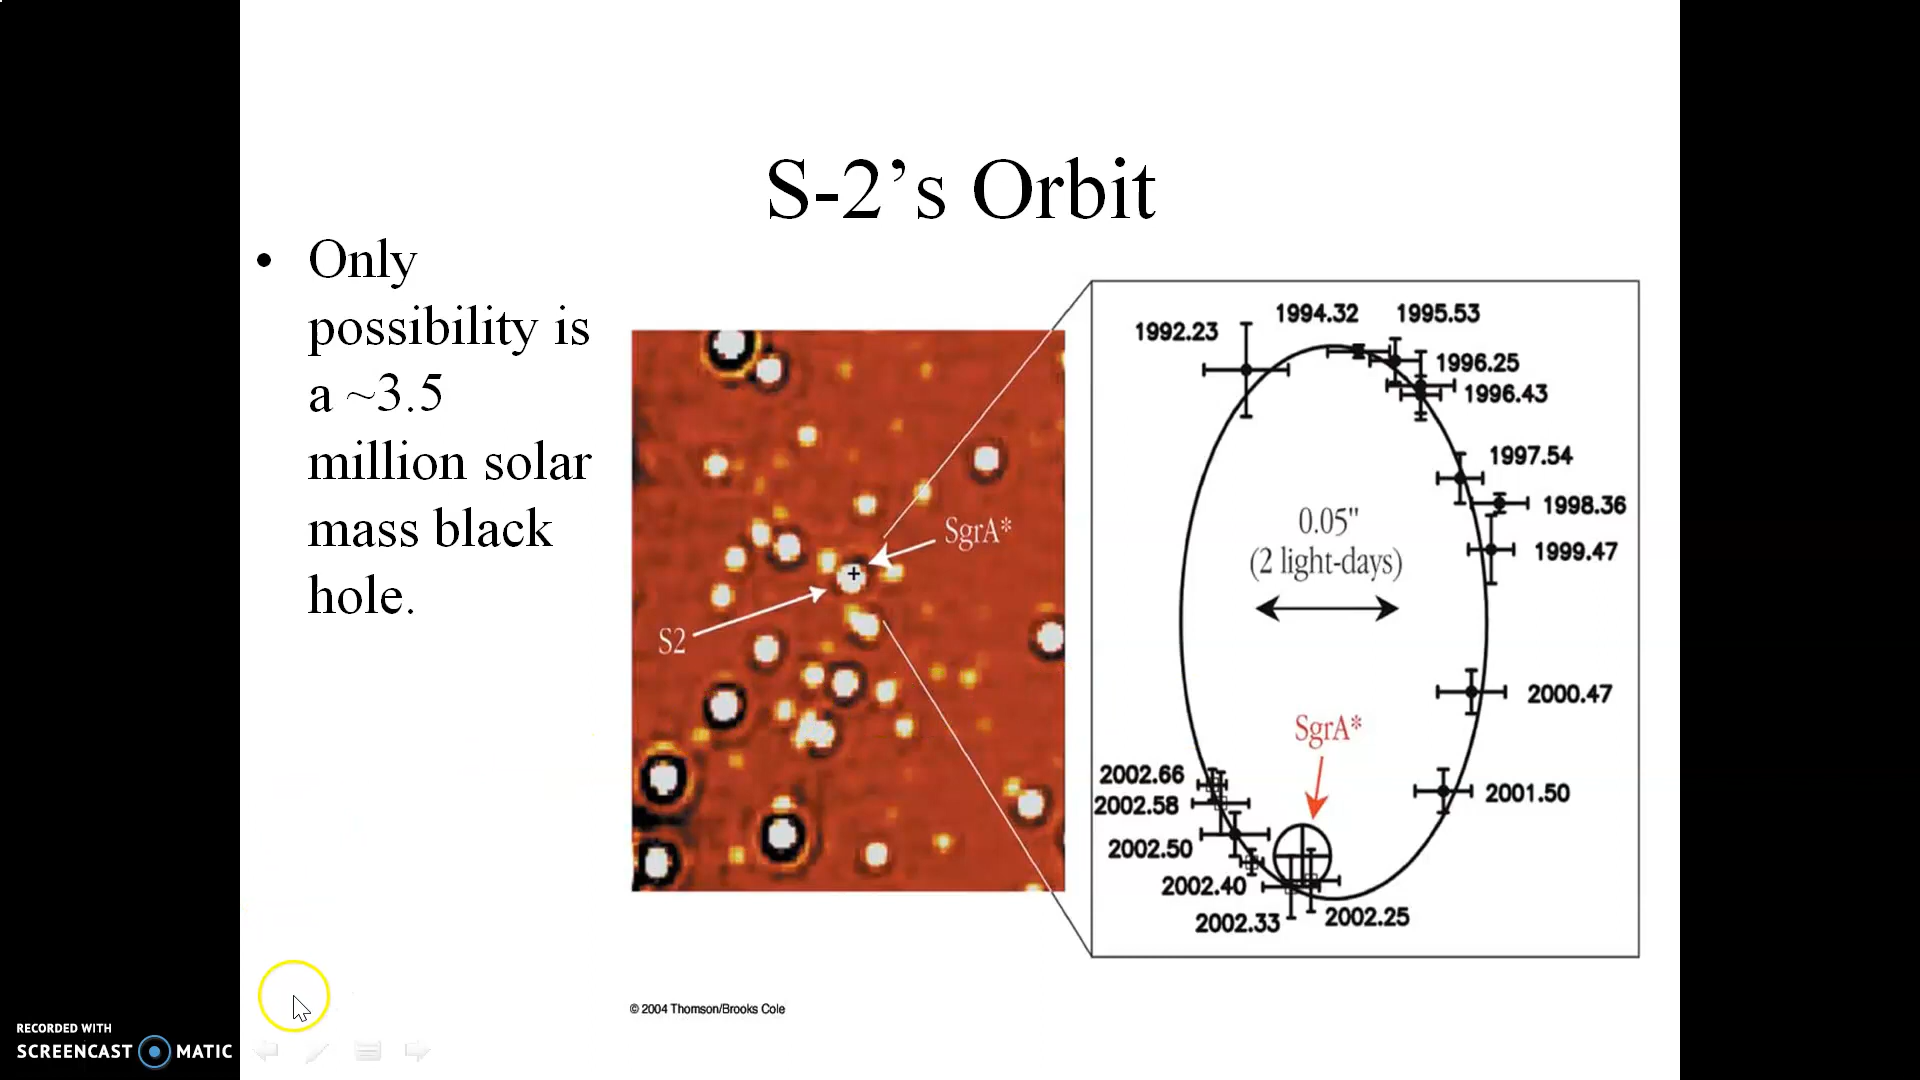 S-2’s Orbit
• Only
possibility is
a ~3.5
million solar
mass black
hole.
SgrA*
S2
1992.23
1994.32
1995.53
1996.25
1996.43
1997.54
1998.36
1999.47
0.05"
(2 light-days)
2000.47
SgrA*
2001.50
2002.66
2002.58
2002.50
2002.40
2002.33
2002.25
© 2004 Thomson/Brooks Cole
RECORDED WITH
SCREENCAST MATIC